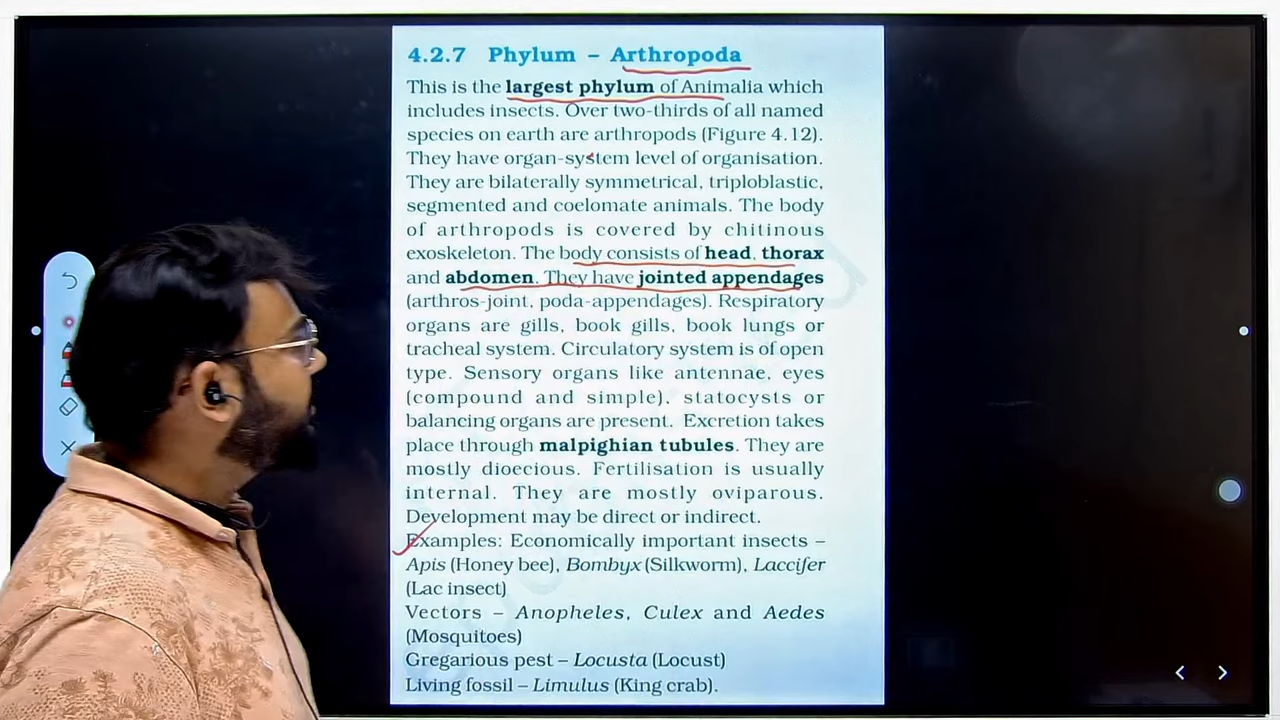 4.2.7 Phylum – Arthropoda
This is the largest phylum of Animalia which
includes insects. Over two-thirds of all named
species on earth are arthropods (Figure 4.12).
They have organ-system level of organisation.
They are bilaterally symmetrical, triploblastic,
segmented and coelomate animals. The body
of arthropods is covered by chitinous
exoskeleton. The body consists of head, thorax
and abdomen. They have jointed appendages
(arthros-joint, poda-appendages). Respiratory
organs are gills, book gills, book lungs or
tracheal system. Circulatory system is of open
type. Sensory organs like antennae, eyes
(compound and simple), statocysts or
balancing organs are present. Excretion takes
place through malpighian tubules. They are
mostly dioecious. Fertilisation is usually
internal. They are mostly oviparous.
Development may be direct or indirect.
Examples: Economically important insects –
Apis (Honey bee), Bombyx (Silkworm), Laccifer
(Lac insect)
Vectors – Anopheles, Culex and Aedes
(Mosquitoes)
Gregarious pest – Locusta (Locust)
Living fossil – Limulus (King crab).